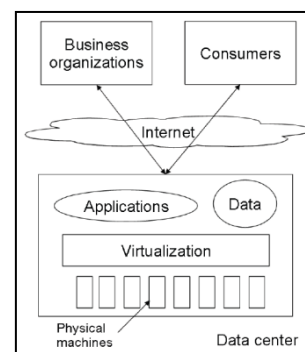 Business
organizations
Consumers
Internet
Applications
Data
Virtualization
Physical
machines
Data center